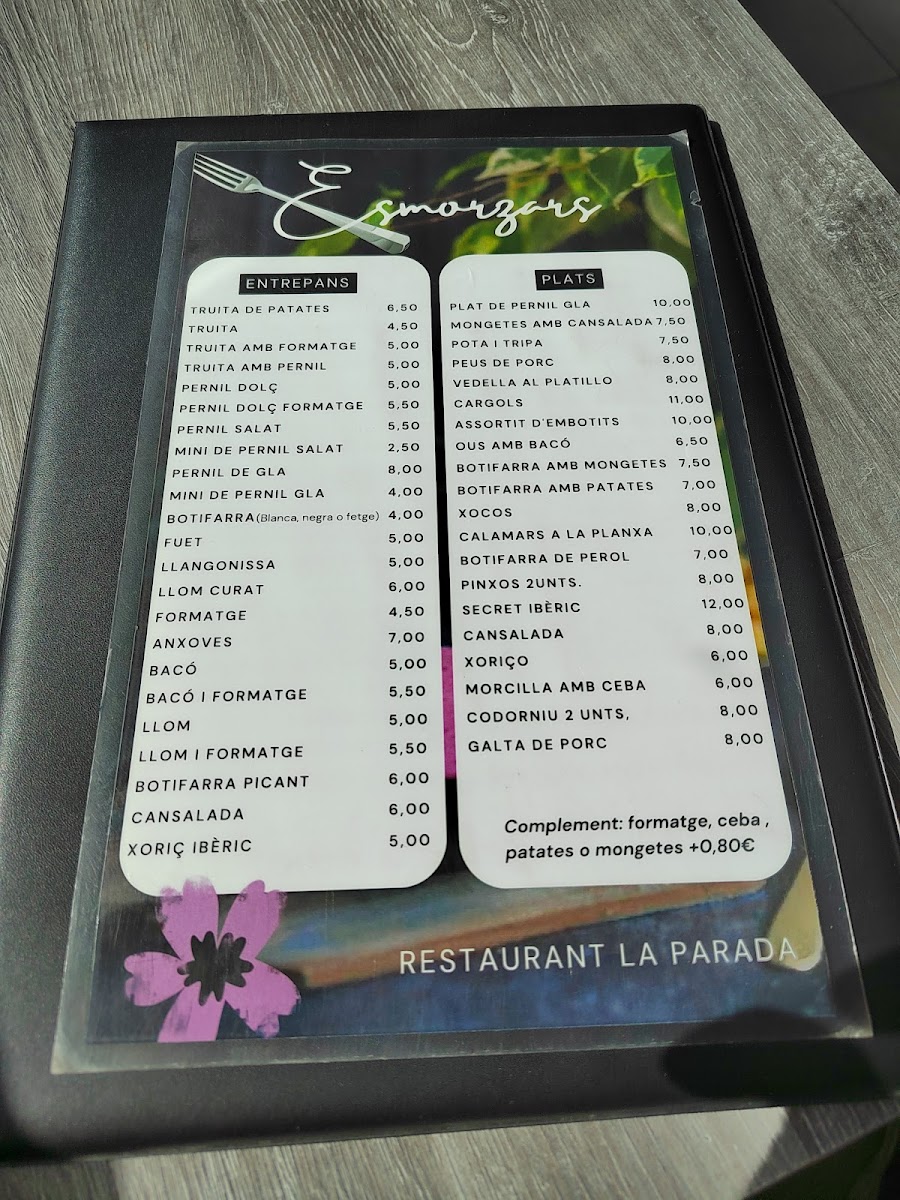 Esmorzars
ENTREPANS
TRUITA DE PATATES 6,50
TRUITA 4,50
TRUITA AMB FORMATGE 5,00
TRUITA AMB PERNIL 5,00
PERNIL DOLÇ 5,00
PERNIL DOLÇ FORMATGE 5,50
PERNIL SALAT 5,50
MINI DE PERNIL SALAT 2,50
PERNIL DE GLA 8,00
MINI DE PERNIL GLA 4,00
BOTIFARRA (Blanca, negra o fetge) 4,00
FUET 5,00
LLANGONISSA 5,00
LLOM CURAT 6,00
FORMATGE 4,50
ANXOVES 7,00
BACÓ 5,00
BACÓ I FORMATGE 5,50
LLOM 5,00
LLOM I FORMATGE 5,50
BOTIFARRA PICANT 6,00
CANSALADA 6,00
XORIÇ IBÈRIC 5,00
PLATS
PLAT DE PERNIL GLA 10,00
MONGETES AMB CANSALADA 7,50
POTA I TRIPA 7,50
PEUS DE PORC 8,00
VEDELLA AL PLATILLO 8,00
CARGOLS 11,00
ASSORTIT D'EMBOTITS 10,00
OUS AMB BACÓ 6,50
BOTIFARRA AMB MONGETES 7,50
BOTIFARRA AMB PATATES 7,00
XOCOS 8,00
CALAMARS A LA PLANXA 10,00
BOTIFARRA DE PEROL 7,00
PINXOS 2UNTS. 8,00
SECRET IBÈRIC 12,00
CANSALADA 8,00
XORIÇO 6,00
MORCILLA AMB CEBA 6,00
CODORNIU 2 UNTS, 8,00
GALTA DE PORC 8,00
Complement: formatge, ceba ,
patates o mongetes +0,80€
RESTAURANT LA PARADA